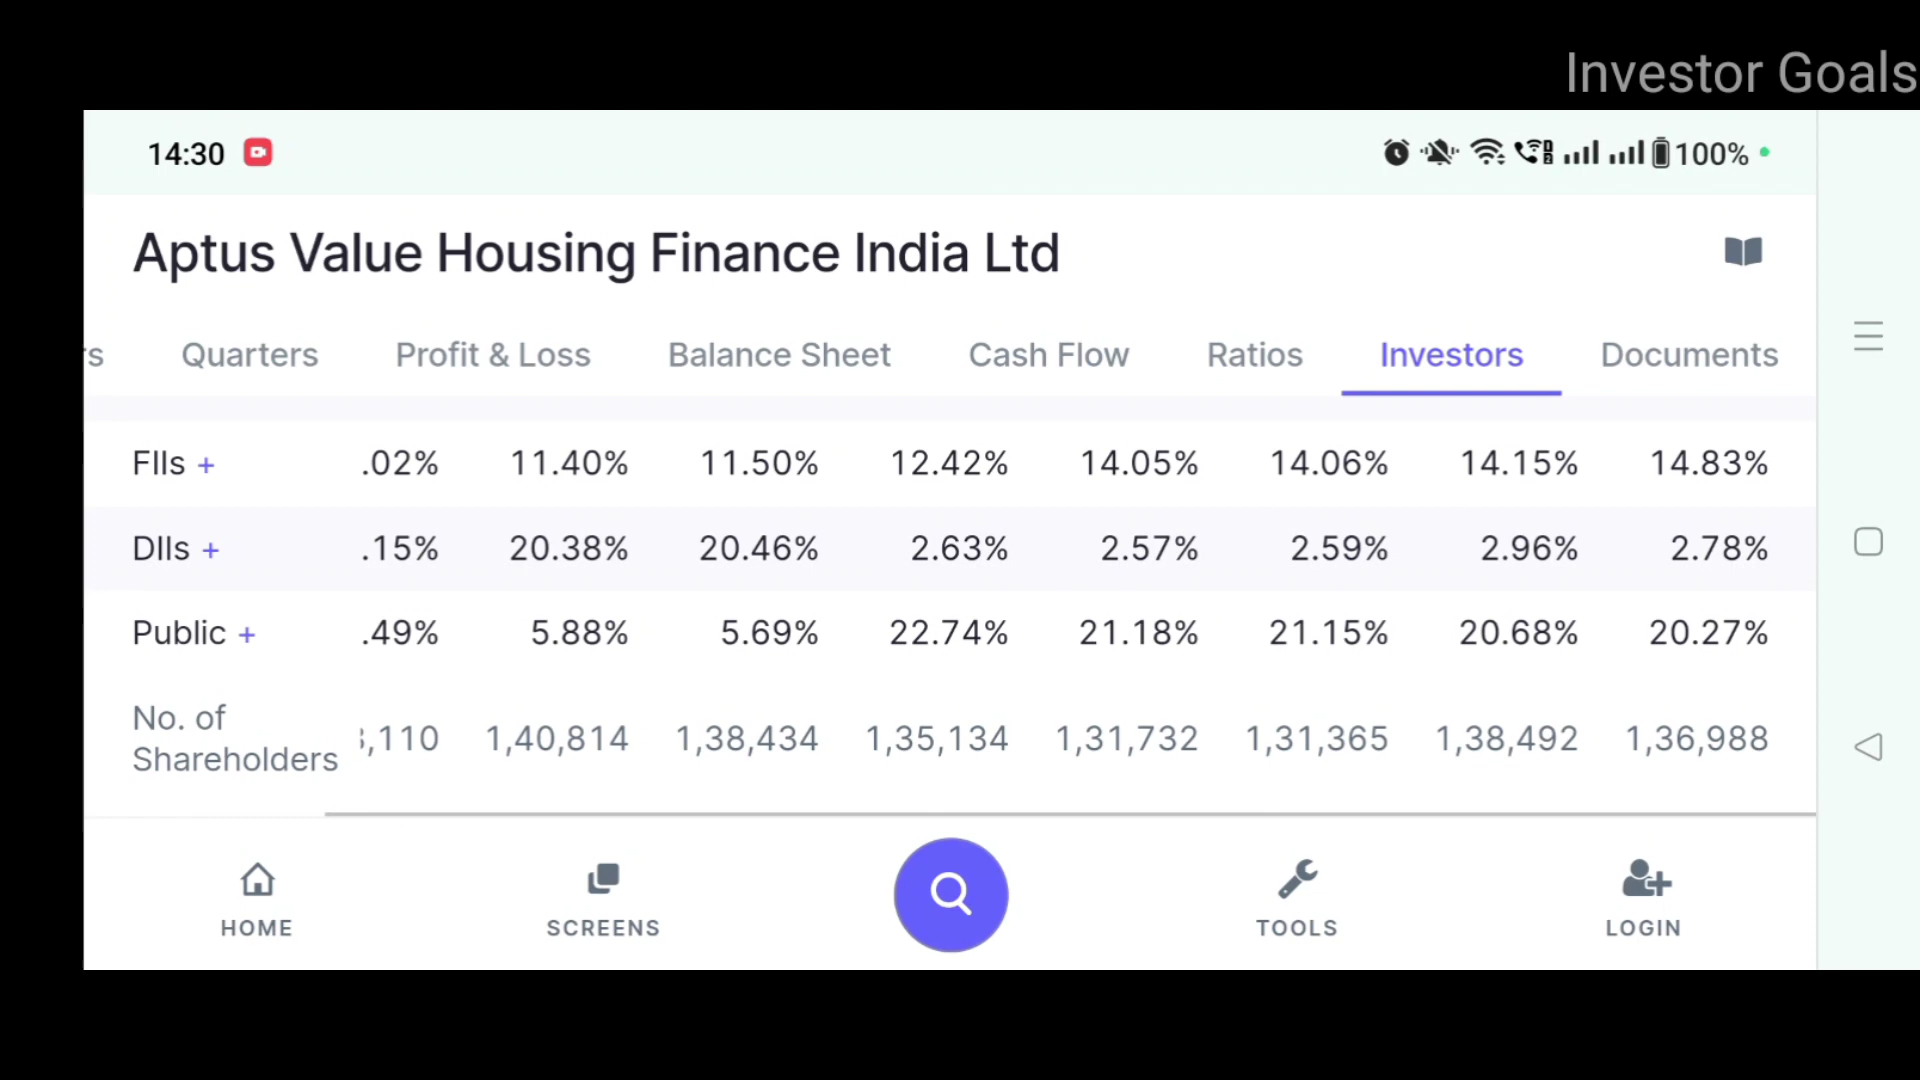 Investor Goals
14:30 100%
Aptus Value Housing Finance India Ltd
rs Quarters Profit & Loss Balance Sheet Cash Flow Ratios Investors Documents
FIIs + .02% 11.40% 11.50% 12.42% 14.05% 14.06% 14.15% 14.83%
DIIs + .15% 20.38% 20.46% 2.63% 2.57% 2.59% 2.96% 2.78%
Public + .49% 5.88% 5.69% 22.74% 21.18% 21.15% 20.68% 20.27%
No. of
Shareholders ,110 1,40,814 1,38,434 1,35,134 1,31,732 1,31,365 1,38,492 1,36,988
HOME SCREENS TOOLS LOGIN